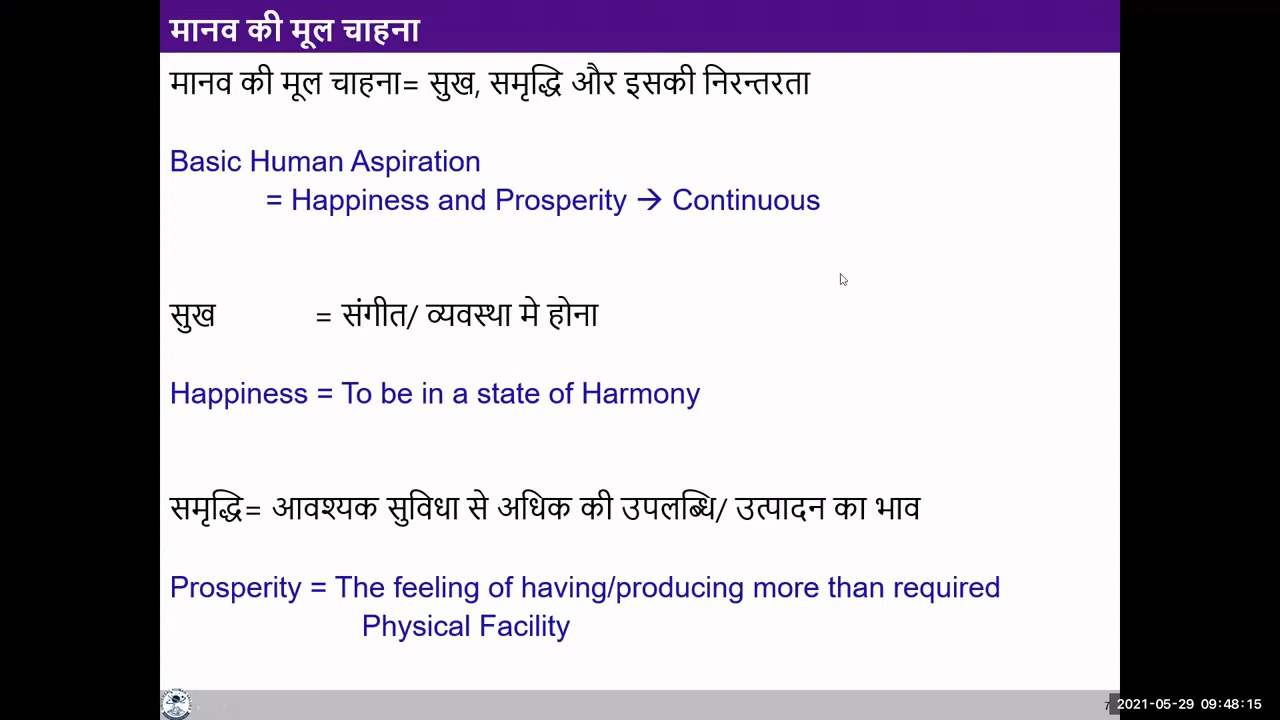 मानव की मूल चाहना
मानव की मूल चाहना= सुख, समृद्धि और इसकी निरन्तरता
Basic Human Aspiration
= Happiness and Prosperity → Continuous
सुख = संगीत/ व्यवस्था मे होना
Happiness = To be in a state of Harmony
समृद्धि= आवश्यक सुविधा से अधिक की उपलब्धि/ उत्पादन का भाव
Prosperity = The feeling of having/producing more than required
Physical Facility
2021-05-29 09:48:15